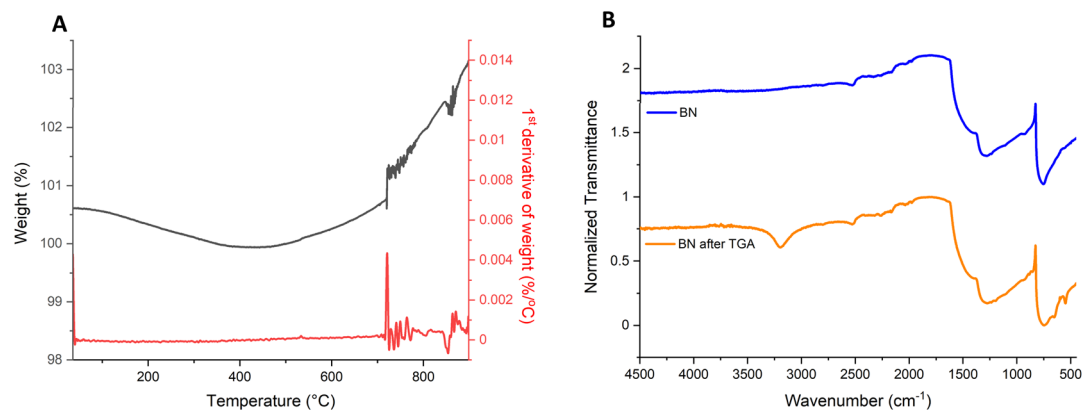 A
103
102
101
100
99
98
Weight (%)
200
400
600
800
Temperature (°C)
0.014
0.012
0.010
0.008
0.006
0.004
0.002
0
1st derivative of weight (%/ºC)
B
2
1.5
1
0.5
0
Normalized Transmittance
BN
BN after TGA
4500 4000 3500 3000 2500 2000 1500 1000 500
Wavenumber (cm-1)